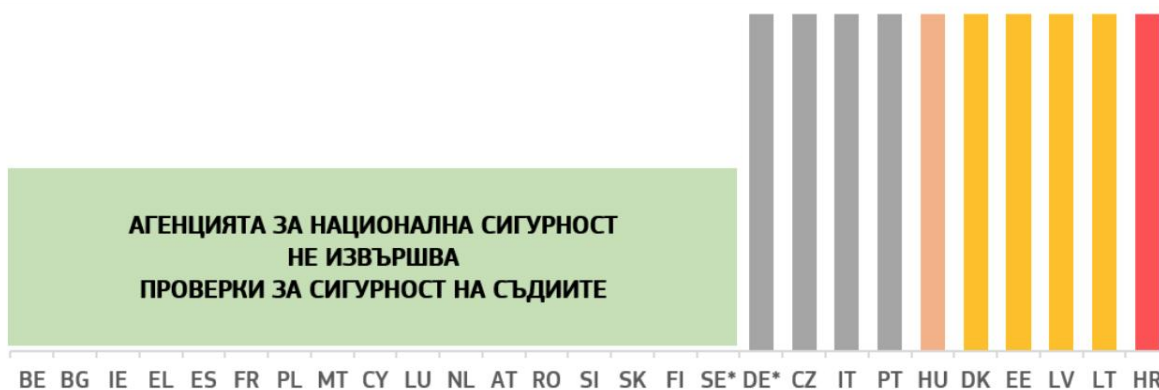 АГЕНЦИЯТА ЗА НАЦИОНАЛНА СИГУРНОСТ
НЕ ИЗВЪРШВА
ПРОВЕРКИ ЗА СИГУРНОСТ НА СЪДИИТЕ
BE BG IE EL ES FR PL MT CY LU NL AT RO SI SK FI SE* DE* CZ IT PT HU DK EE LV LT HR